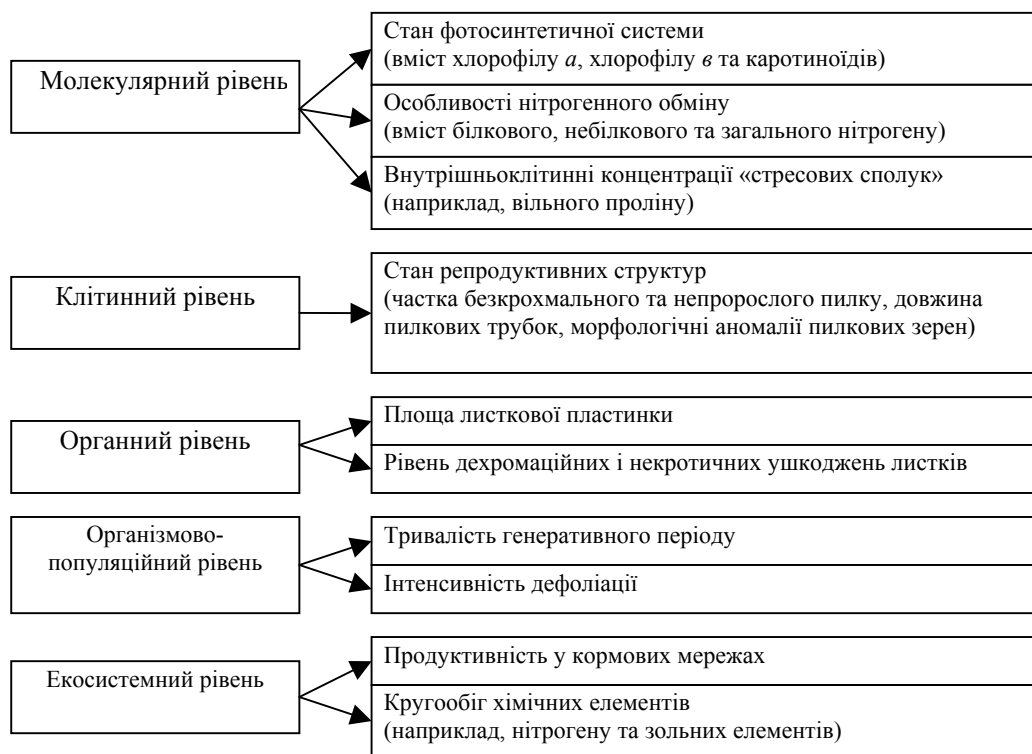 Молекулярний рівень
Стан фотосинтетичної системи
(вміст хлорофілу а, хлорофілу в та каротиноїдів)
Особливості нітрогенного обміну
(вміст білкового, небілкового та загального нітрогену)
Внутрішньоклітинні концентрації «стресових сполук»
(наприклад, вільного проліну)
Клітинний рівень
Стан репродуктивних структур
(частка безкрохмального та непророслого пилку, довжина
пилкових трубок, морфологічні аномалії пилкових зерен)
Органний рівень
Площа листкової пластинки
Рівень дехромаційних і некротичних ушкоджень листків
Організмово-
популяційний рівень
Тривалість генеративного періоду
Інтенсивність дефоліації
Екосистемний рівень
Продуктивність у кормових мережах
Кругообіг хімічних елементів
(наприклад, нітрогену та зольних елементів)